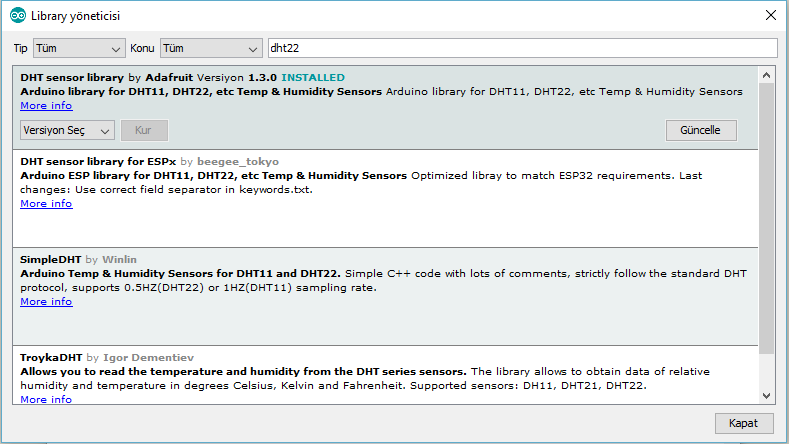 Library yöneticisi
Tip Tüm Konu Tüm dht22
DHT sensor library by Adafruit Versiyon 1.3.0 INSTALLED
Arduino library for DHT11, DHT22, etc Temp & Humidity Sensors Arduino library for DHT11, DHT22, etc Temp & Humidity Sensors
More info
Versiyon Seç Kur Güncelle
DHT sensor library for ESPx by beegee_tokyo
Arduino ESP library for DHT11, DHT22, etc Temp & Humidity Sensors Optimized libray to match ESP32 requirements. Last
changes: Use correct field separator in keywords.txt.
More info
SimpleDHT by Winlin
Arduino Temp & Humidity Sensors for DHT11 and DHT22. Simple C++ code with lots of comments, strictly follow the standard DHT
protocol, supports 0.5HZ(DHT22) or 1HZ(DHT11) sampling rate.
More info
TroykaDHT by Igor Dementiev
Allows you to read the temperature and humidity from the DHT series sensors. The library allows to obtain data of relative
humidity and temperature in degrees Celsius, Kelvin and Fahrenheit. Supported sensors: DH11, DHT21, DHT22.
More info
Kapat